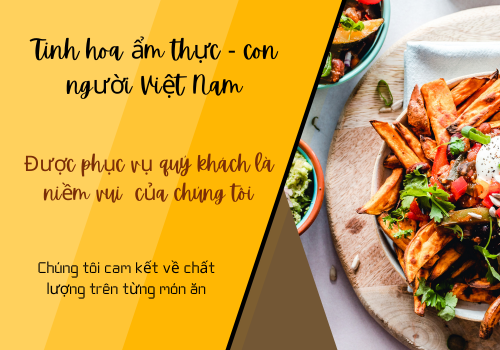 Tinh hoa ẩm thực - con
người Việt Nam
Được phục vụ quý khách là
niềm vui của chúng tôi
Chúng tôi cam kết về chất
lượng trên từng món ăn